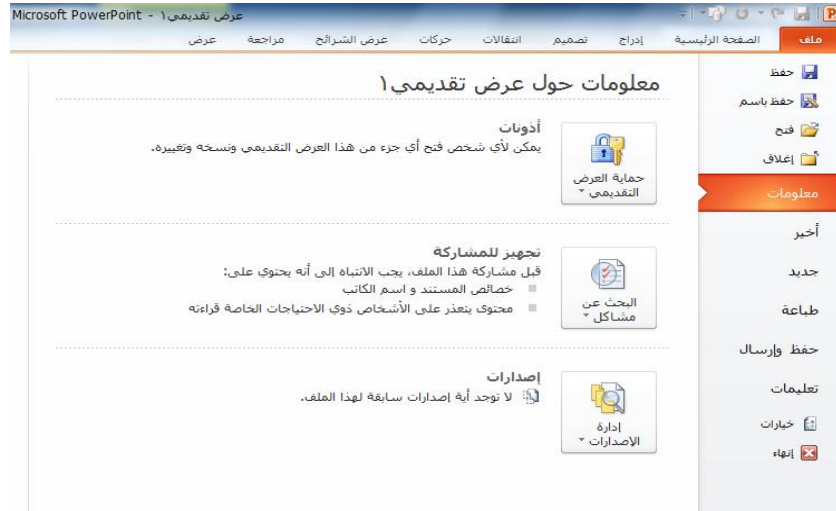 عرض تقديمي١ - Microsoft PowerPoint
ملف الصفحة الرئيسية إدراج تصميم انتقالات حركات عرض الشرائح مراجعة عرض
حفظ
حفظ باسم
فتح
إغلاق
معلومات
أخير
جديد
طباعة
حفظ وإرسال
تعليمات
خيارات
إنهاء
معلومات حول عرض تقديمي١
حماية العرض
التقديمي
أذونات
يمكن لأي شخص فتح أي جزء من هذا العرض التقديمي ونسخه وتغييره.
البحث عن
مشاكل
تجهيز للمشاركة
قبل مشاركة هذا الملف، يجب الانتباه إلى أنه يحتوي على:
خصائص المستند و اسم الكاتب
محتوى يتعذر على الأشخاص ذوي الاحتياجات الخاصة قراءته
إدارة
الإصدارات
إصدارات
لا توجد أية إصدارات سابقة لهذا الملف.